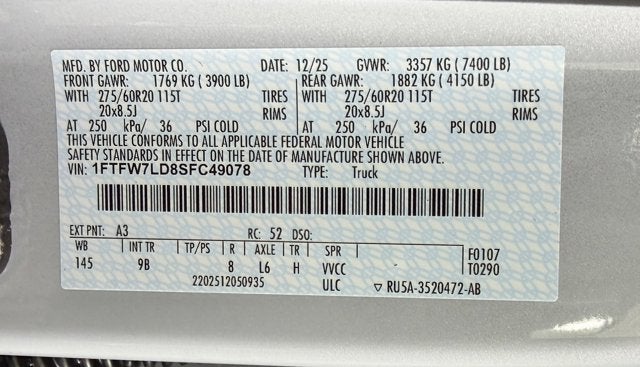 MFD. BY FORD MOTOR CO. DATE: 12/25 GVWR: 3357 KG ( 7400 LB)
FRONT GAWR: 1769 KG ( 3900 LB) REAR GAWR: 1882 KG ( 4150 LB)
WITH 275/60R20 115T TIRES WITH 275/60R20 115T TIRES
20x8.5J RIMS 20x8.5J RIMS
AT 250 kPa/ 36 PSI COLD AT 250 kPa/ 36 PSI COLD
THIS VEHICLE CONFORMS TO ALL APPLICABLE FEDERAL MOTOR VEHICLE
SAFETY STANDARDS IN EFFECT ON THE DATE OF MANUFACTURE SHOWN ABOVE.
VIN: 1FTFW7LD8SFC49078 TYPE: Truck
EXT PNT: A3 RC: 52 DSO:
WB INT TR TP/PS R AXLE TR SPR F0107
145 9B 8 L6 H VVCC T0290
2202512050935 ULC ▽ RU5A-3520472-AB